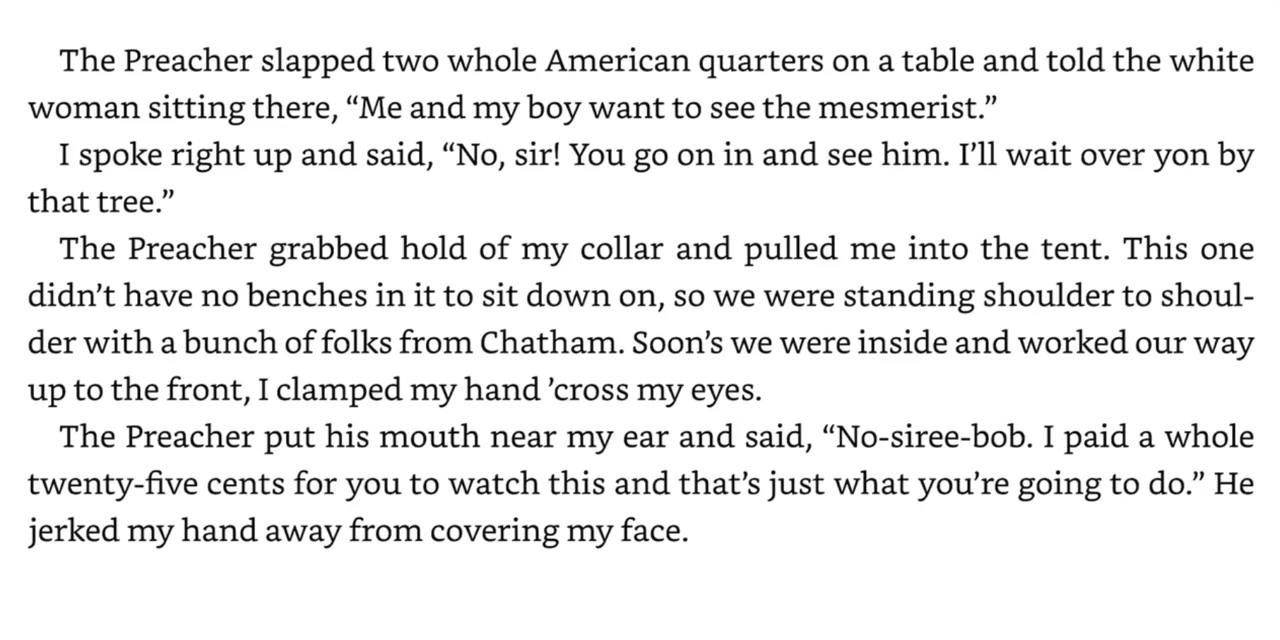 The Preacher slapped two whole American quarters on a table and told the white
woman sitting there, “Me and my boy want to see the mesmerist.”
I spoke right up and said, “No, sir! You go on in and see him. I’ll wait over yon by
that tree.”
The Preacher grabbed hold of my collar and pulled me into the tent. This one
didn’t have no benches in it to sit down on, so we were standing shoulder to shoul-
der with a bunch of folks from Chatham. Soon’s we were inside and worked our way
up to the front, I clamped my hand ’cross my eyes.
The Preacher put his mouth near my ear and said, “No-siree-bob. I paid a whole
twenty-five cents for you to watch this and that’s just what you’re going to do.” He
jerked my hand away from covering my face.